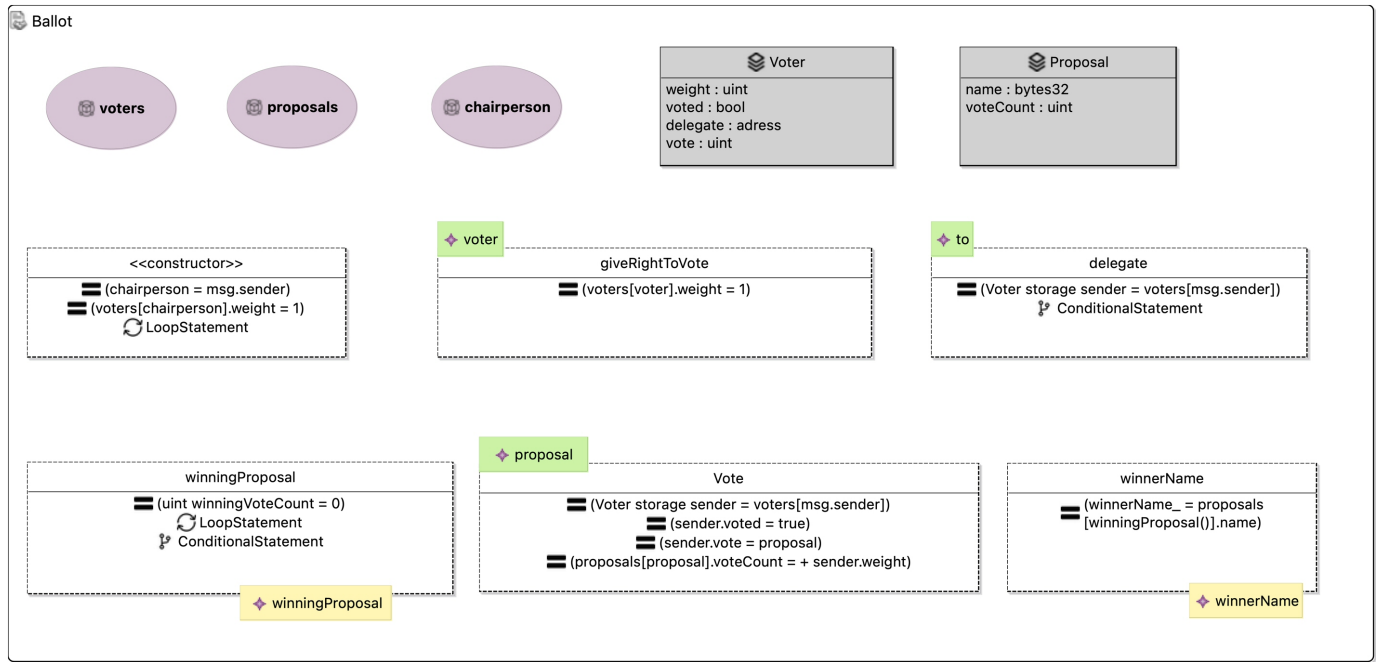 Ballot
voters
proposals
chairperson
Voter
weight : uint
voted : bool
delegate : adress
vote : uint
Proposal
name : bytes32
voteCount : uint
<<constructor>>
(chairperson = msg.sender)
(voters[chairperson].weight = 1)
LoopStatement
voter
giveRightToVote
(voters[voter].weight = 1)
to
delegate
(Voter storage sender = voters[msg.sender])
ConditionalStatement
winningProposal
(uint winningVoteCount = 0)
LoopStatement
ConditionalStatement
winningProposal
proposal
Vote
(Voter storage sender = voters[msg.sender])
(sender.voted = true)
(sender.vote = proposal)
(proposals[proposal].voteCount = + sender.weight)
winnerName
(winnerName_ = proposals
[winningProposal()].name)
winnerName